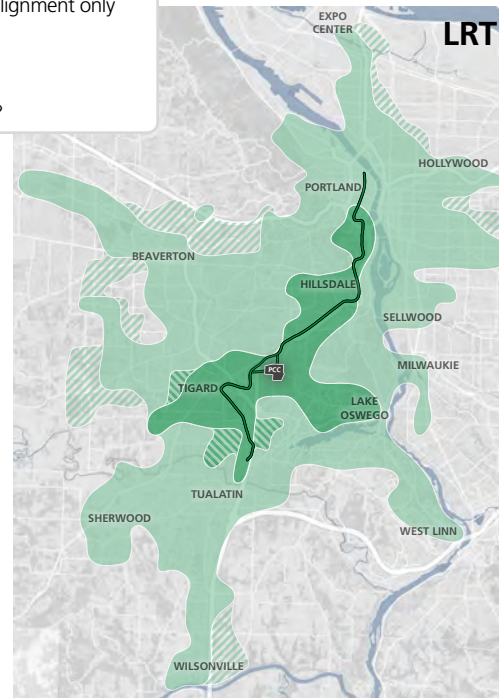 lignment only
?
LRT
EXPO
CENTER
HOLLYWOOD
PORTLAND
BEAVERTON
HILLSDALE
SELLWOOD
MILWAUKIE
PCC
TIGARD
LAKE
OSWEGO
TUALATIN
SHERWOOD
WEST LINN
WILSONVILLE